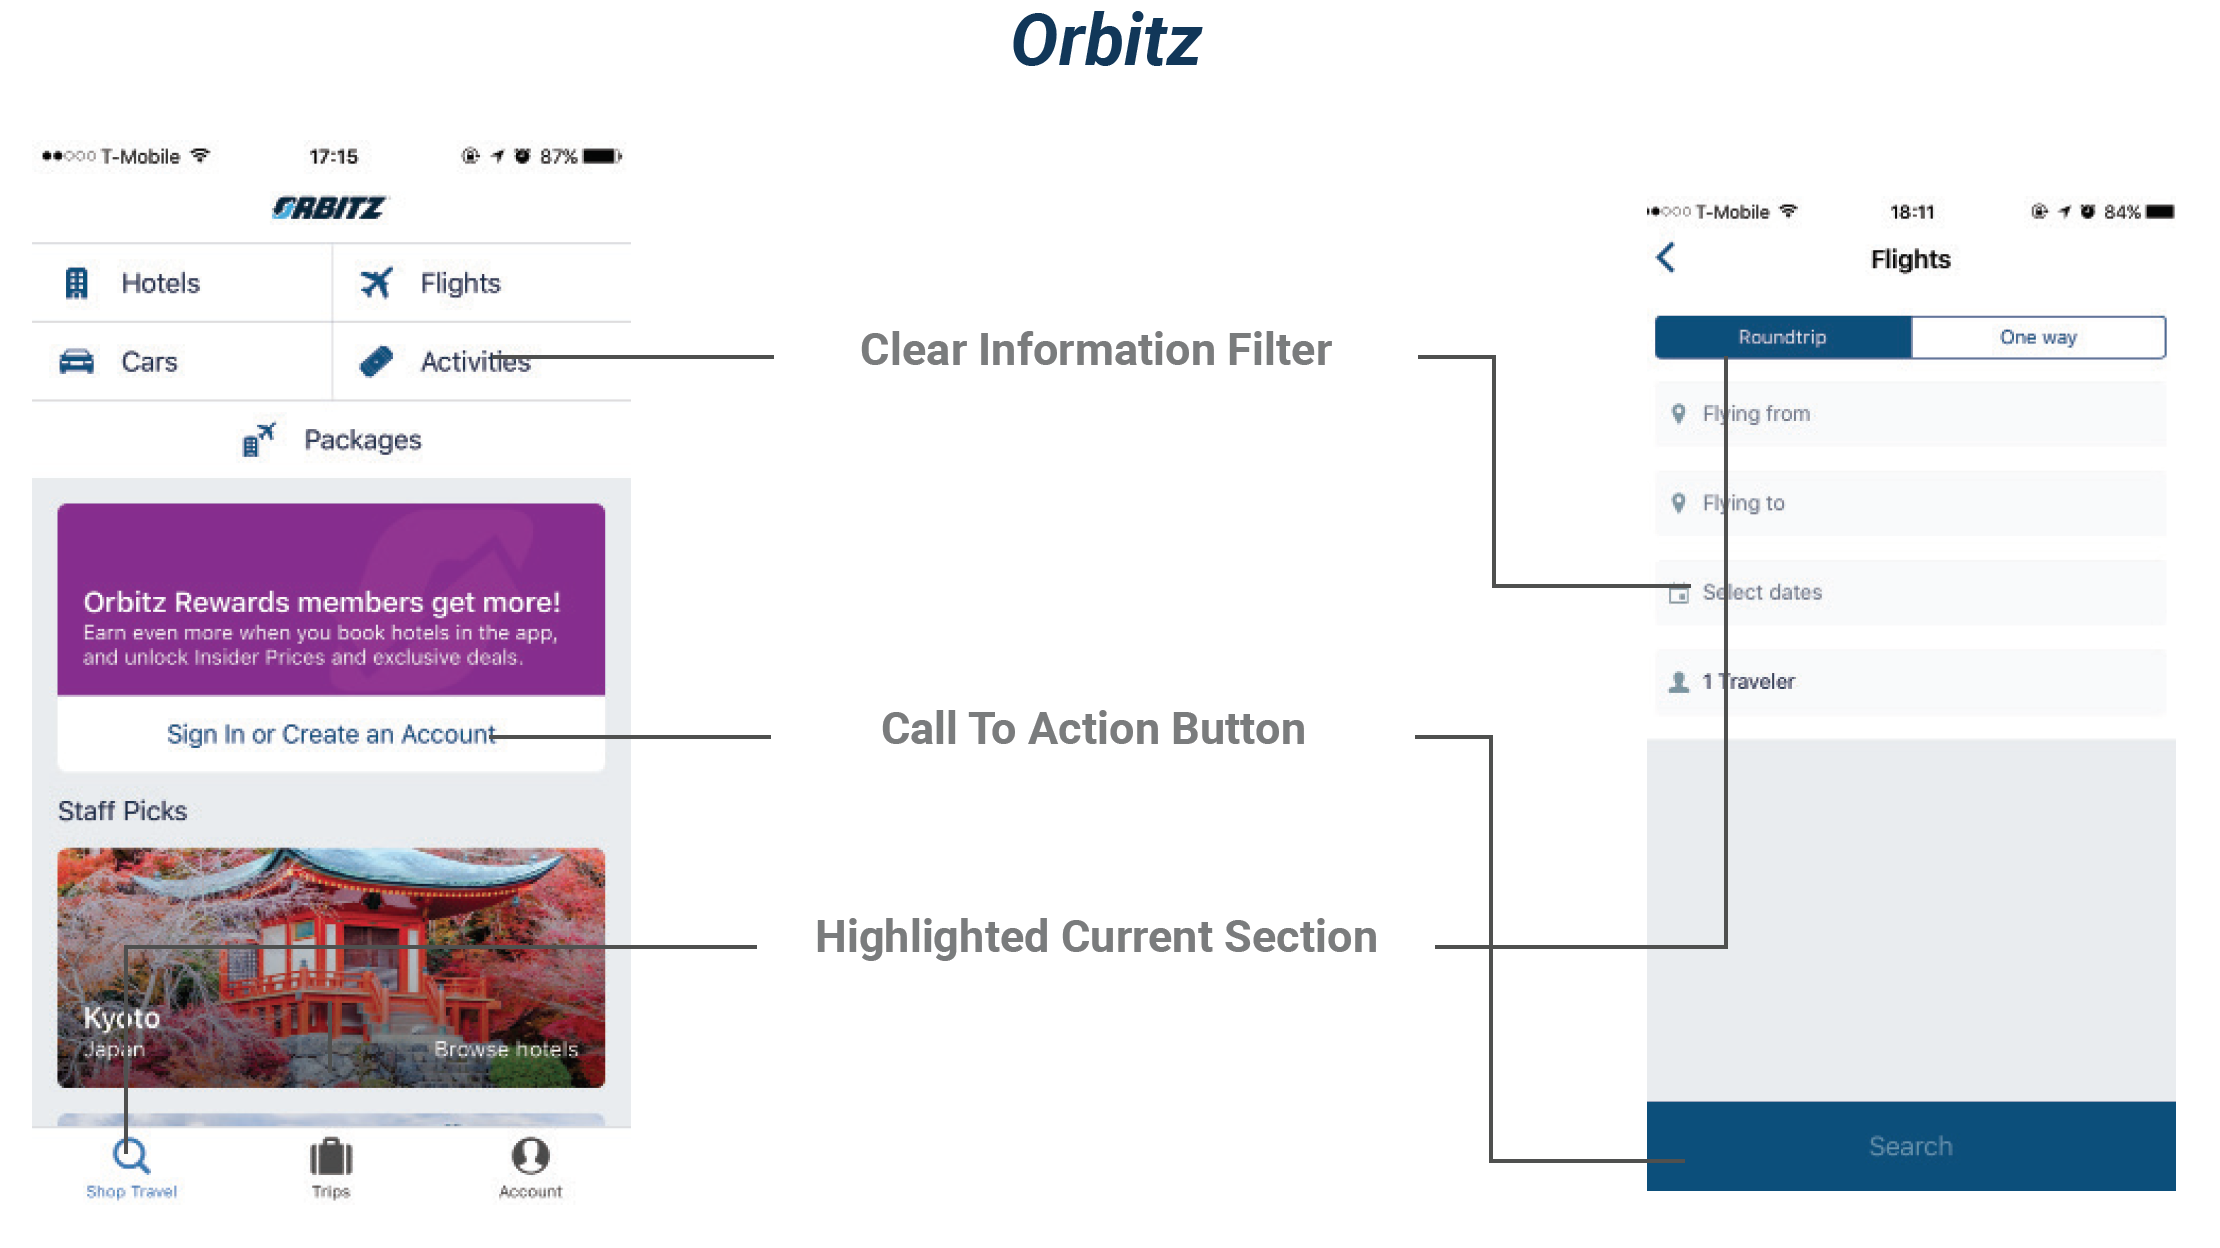 Orbitz
T-Mobile 17:15 87%
ORBITZ
Hotels
Flights
Cars
Activities
Packages
Orbitz Rewards members get more!
Earn even more when you book hotels in the app,
and unlock Insider Prices and exclusive deals.
Sign In or Create an Account
Staff Picks
Kyoto
Japan
Browse hotels
Shop Travel
Trips
Account
Clear Information Filter
Call To Action Button
Highlighted Current Section
T-Mobile 18:11 84%
Flights
Roundtrip
One way
Flying from
Flying to
Select dates
1 Traveler
Search